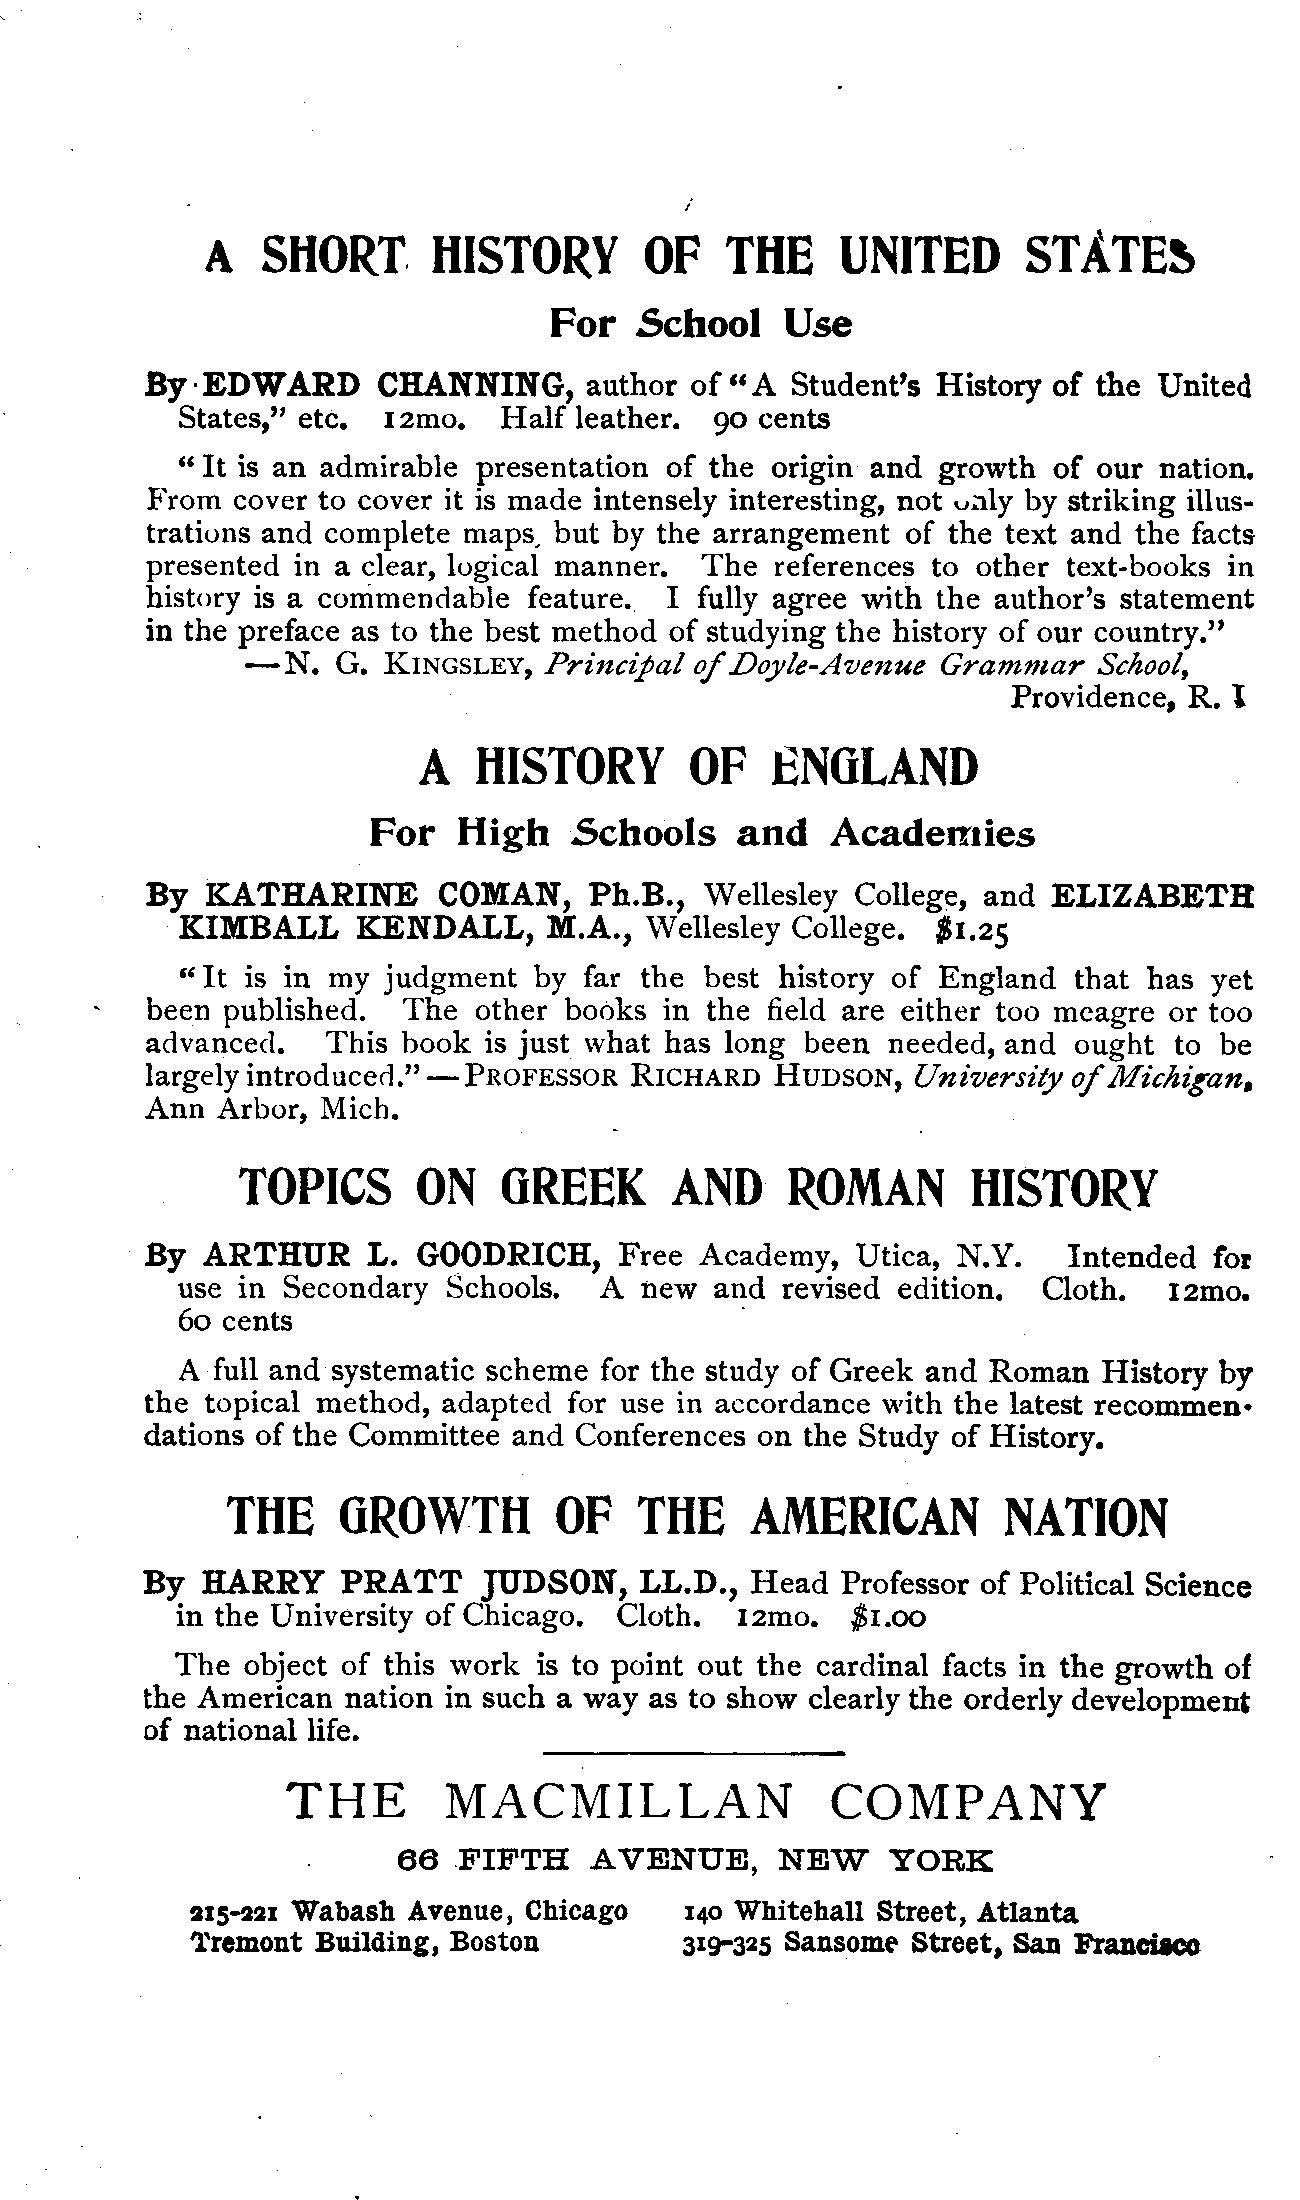 A SHORT HISTORY OF THE UNITED STATES
For School Use
By EDWARD CHANNING, author of "A Student's History of the United
States," etc. 12mo. Half leather. 90 cents
"It is an admirable presentation of the origin and growth of our nation.
From cover to cover it is made intensely interesting, not only by striking illus-
trations and complete maps, but by the arrangement of the text and the facts
presented in a clear, logical manner. The references to other text-books in
history is a commendable feature. I fully agree with the author's statement
in the preface as to the best method of studying the history of our country."
—N. G. KINGSLEY, Principal of Doyle-Avenue Grammar School,
Providence, R. I
A HISTORY OF ENGLAND
For High Schools and Academies
By KATHARINE COMAN, Ph.B., Wellesley College, and ELIZABETH
KIMBALL KENDALL, M.A., Wellesley College. $1.25
"It is in my judgment by far the best history of England that has yet
been published. The other books in the field are either too meagre or too
advanced. This book is just what has long been needed, and ought to be
largely introduced."—PROFESSOR RICHARD HUDSON, University of Michigan,
Ann Arbor, Mich.
TOPICS ON GREEK AND ROMAN HISTORY
By ARTHUR L. GOODRICH, Free Academy, Utica, N.Y. Intended for
use in Secondary Schools. A new and revised edition. Cloth. 12mo.
60 cents
A full and systematic scheme for the study of Greek and Roman History by
the topical method, adapted for use in accordance with the latest recommen-
dations of the Committee and Conferences on the Study of History.
THE GROWTH OF THE AMERICAN NATION
By HARRY PRATT JUDSON, LL.D., Head Professor of Political Science
in the University of Chicago. Cloth. 12mo. $1.00
The object of this work is to point out the cardinal facts in the growth of
the American nation in such a way as to show clearly the orderly development
of national life.
THE MACMILLAN COMPANY
66 FIFTH AVENUE, NEW YORK
215-221 Wabash Avenue, Chicago 140 Whitehall Street, Atlanta
Tremont Building, Boston 319-325 Sansome Street, San Francisco